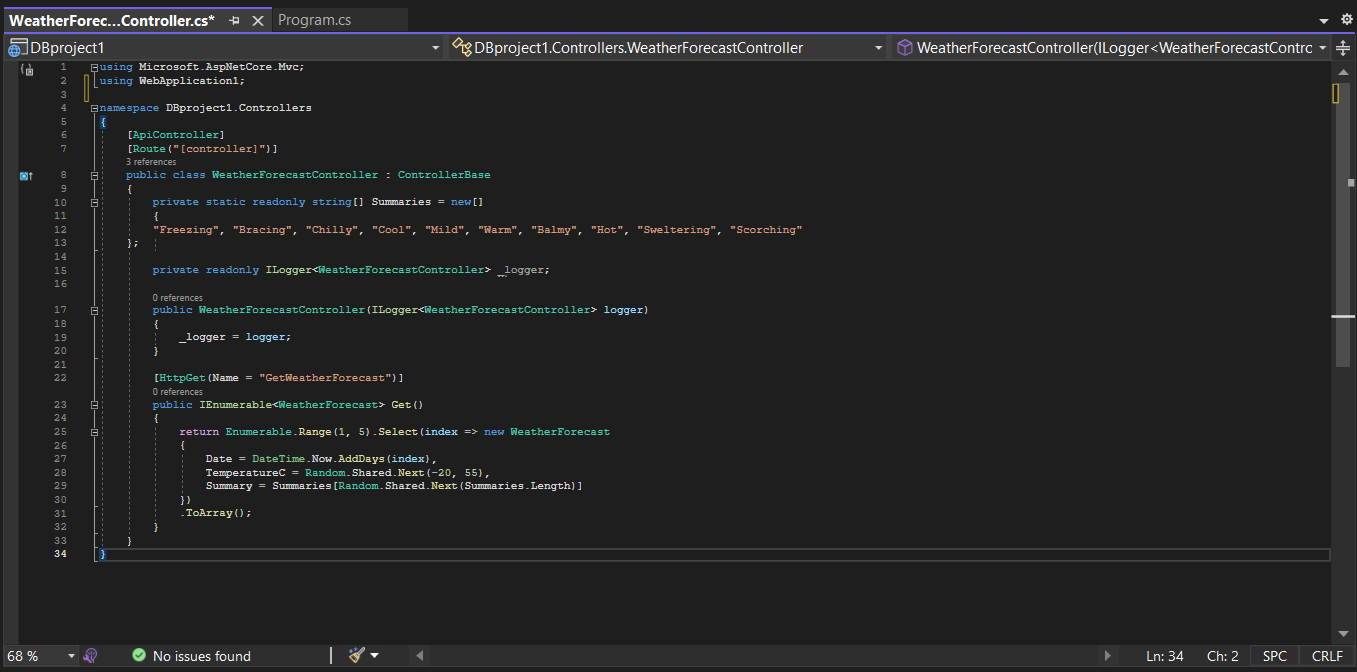 WeatherForec...Controller.cs* Program.cs
DBproject1 DBproject1.Controllers.WeatherForecastController WeatherForecastController(ILogger<WeatherForecastContro
1 using Microsoft.AspNetCore.Mvc;
2 using WebApplication1;
3
4 namespace DBproject1.Controllers
5 {
6 [ApiController]
7 [Route("[controller]")]
3 references
8 public class WeatherForecastController : ControllerBase
9 {
10 private static readonly string[] Summaries = new[]
11 {
12 "Freezing", "Bracing", "Chilly", "Cool", "Mild", "Warm", "Balmy", "Hot", "Sweltering", "Scorching"
13 };
14
15 private readonly ILogger<WeatherForecastController> _logger;
16
0 references
17 public WeatherForecastController(ILogger<WeatherForecastController> logger)
18 {
19 _logger = logger;
20 }
21
22 [HttpGet(Name = "GetWeatherForecast")]
0 references
23 public IEnumerable<WeatherForecast> Get()
24 {
25 return Enumerable.Range(1, 5).Select(index => new WeatherForecast
26 {
27 Date = DateTime.Now.AddDays(index),
28 TemperatureC = Random.Shared.Next(-20, 55),
29 Summary = Summaries[Random.Shared.Next(Summaries.Length)]
30 })
31 .ToArray();
32 }
33 }
34 }
68 % No issues found Ln: 34 Ch: 2 SPC CRLF